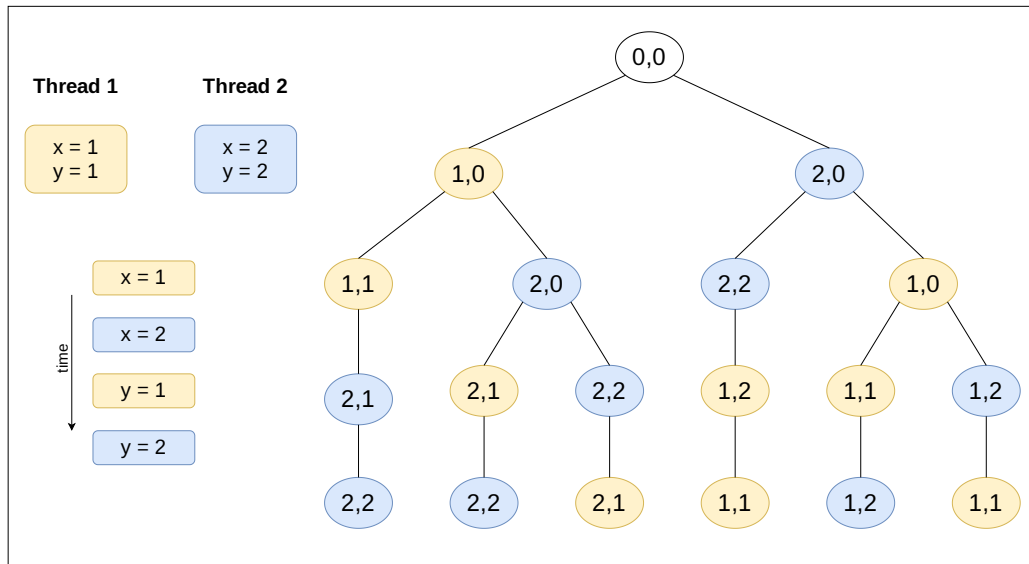 Thread 1
Thread 2
x = 1
y = 1
x = 2
y = 2
x = 1
x = 2
y = 1
y = 2
time
0,0
1,0
2,0
1,1
2,0
2,2
1,0
2,1
2,1
2,2
1,2
1,1
1,2
2,2
2,2
2,1
1,1
1,2
1,1